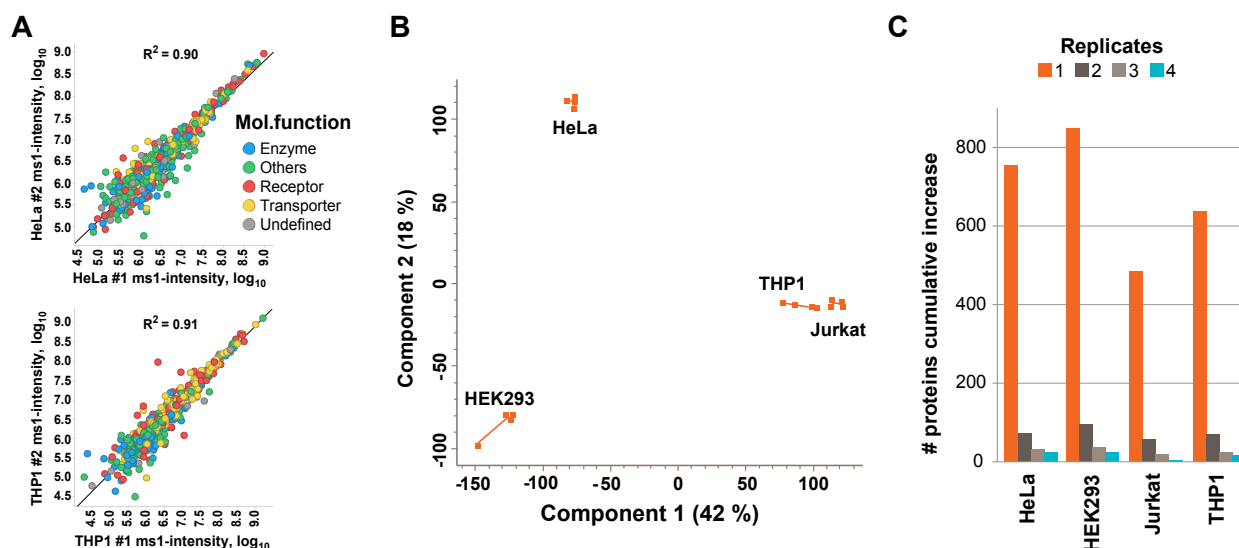 A
HeLa #2 ms1-intensity, log10
9.0
8.5
8.0
7.5
7.0
6.5
6.0
5.5
5.0
R2 = 0.90
Mol.function
Enzyme
Others
Receptor
Transporter
Undefined
4.5 5.0 5.5 6.0 6.5 7.0 7.5 8.0 8.5 9.0
HeLa #1 ms1-intensity, log10
THP1 #2 ms1-intensity, log10
9.0
8.5
8.0
7.5
7.0
6.5
6.0
5.5
5.0
4.5
R2 = 0.91
4.5 5.0 5.5 6.0 6.5 7.0 7.5 8.0 8.5 9.0
THP1 #1 ms1-intensity, log10
B
Component 2 (18 %)
100
50
0
-50
-100
HeLa
THP1
Jurkat
HEK293
-150 -100 -50 0 50 100
Component 1 (42 %)
C
Replicates
1 2 3 4
# proteins cumulative increase
800
600
400
200
0
HeLa
HEK293
Jurkat
THP1